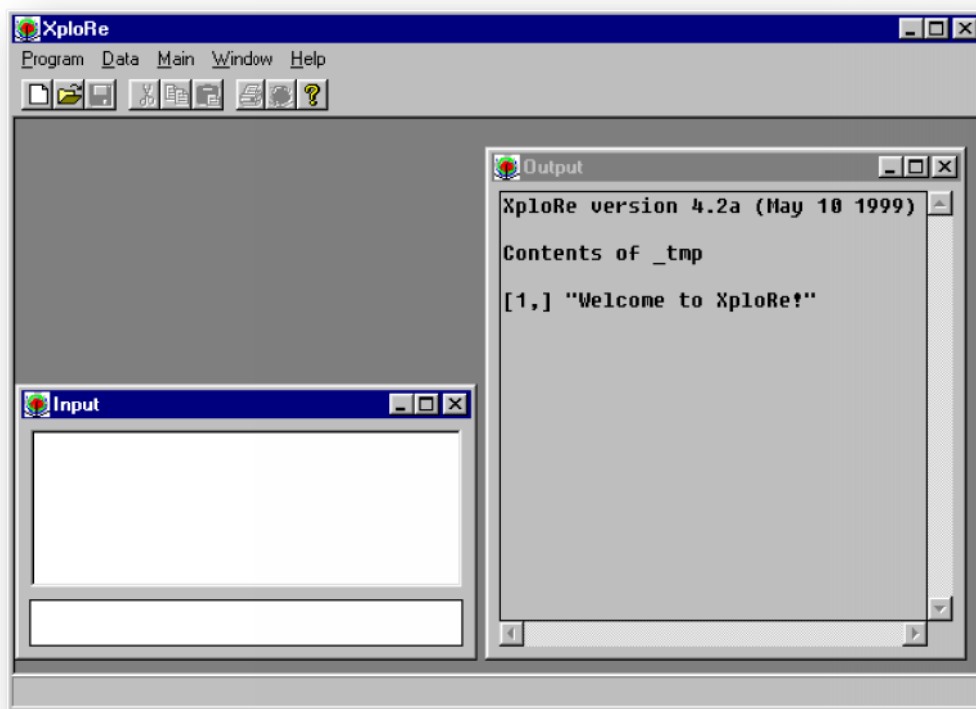 XploRe
Program Data Main Window Help
Output
XploRe version 4.2a (May 10 1999)
Contents of _tmp
[1,] "Welcome to XploRe!"
Input